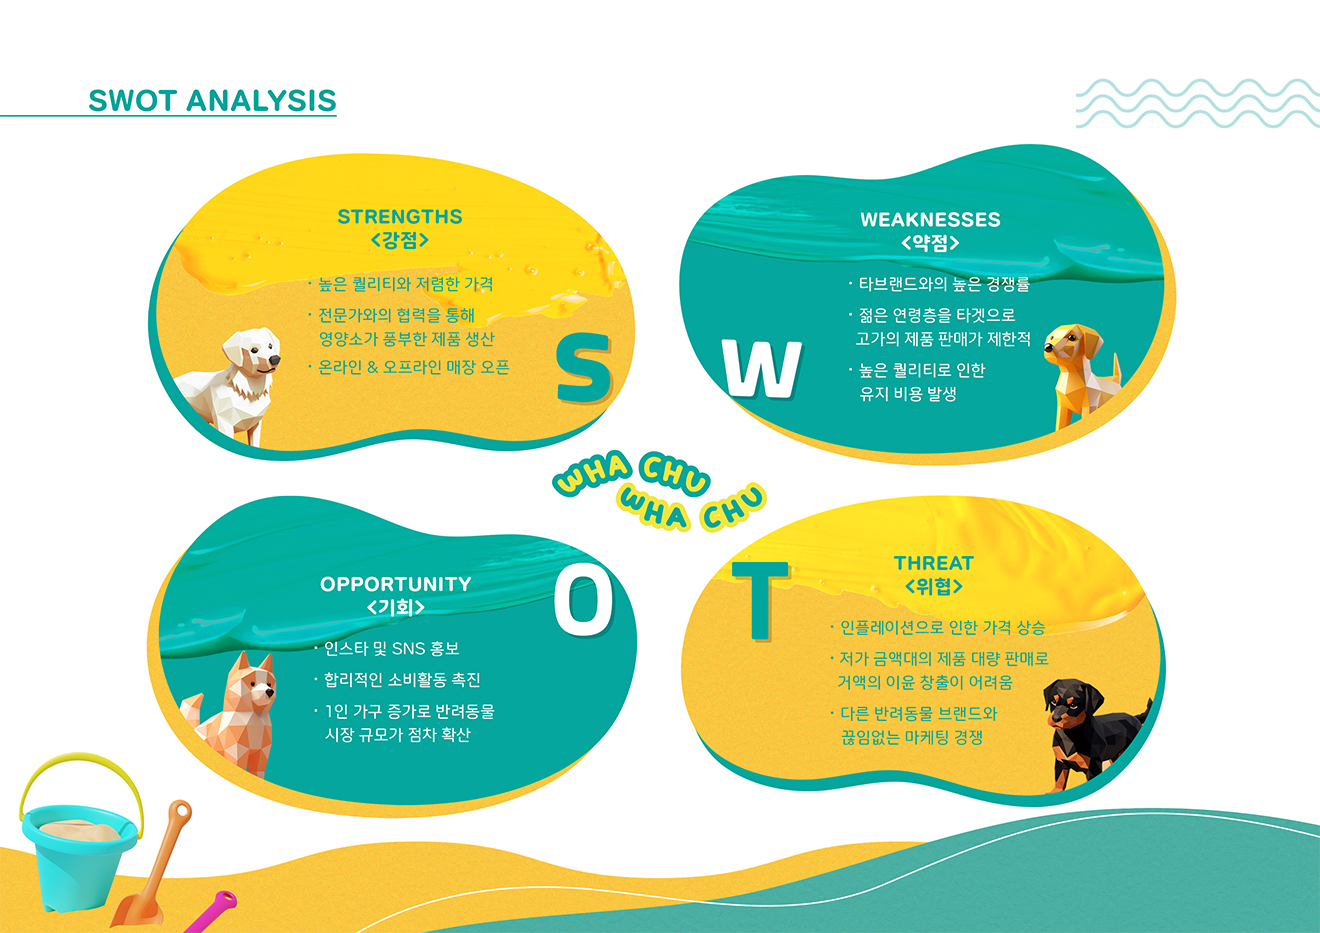 SWOT ANALYSIS
STRENGTHS
<강점>
· 높은 퀄리티와 저렴한 가격
· 전문가와의 협력을 통해
영양소가 풍부한 제품 생산
· 온라인 & 오프라인 매장 오픈
S
WEAKNESSES
<약점>
· 타브랜드와의 높은 경쟁률
· 젊은 연령층을 타겟으로
고가의 제품 판매가 제한적
· 높은 퀄리티로 인한
유지 비용 발생
W
WHA CHU
WHA CHU
OPPORTUNITY
<기회>
· 인스타 및 SNS 홍보
· 합리적인 소비활동 촉진
· 1인 가구 증가로 반려동물
시장 규모가 점차 확산
O
THREAT
<위협>
· 인플레이션으로 인한 가격 상승
· 저가 금액대의 제품 대량 판매로
거액의 이윤 창출이 어려움
· 다른 반려동물 브랜드와
끊임없는 마케팅 경쟁
T